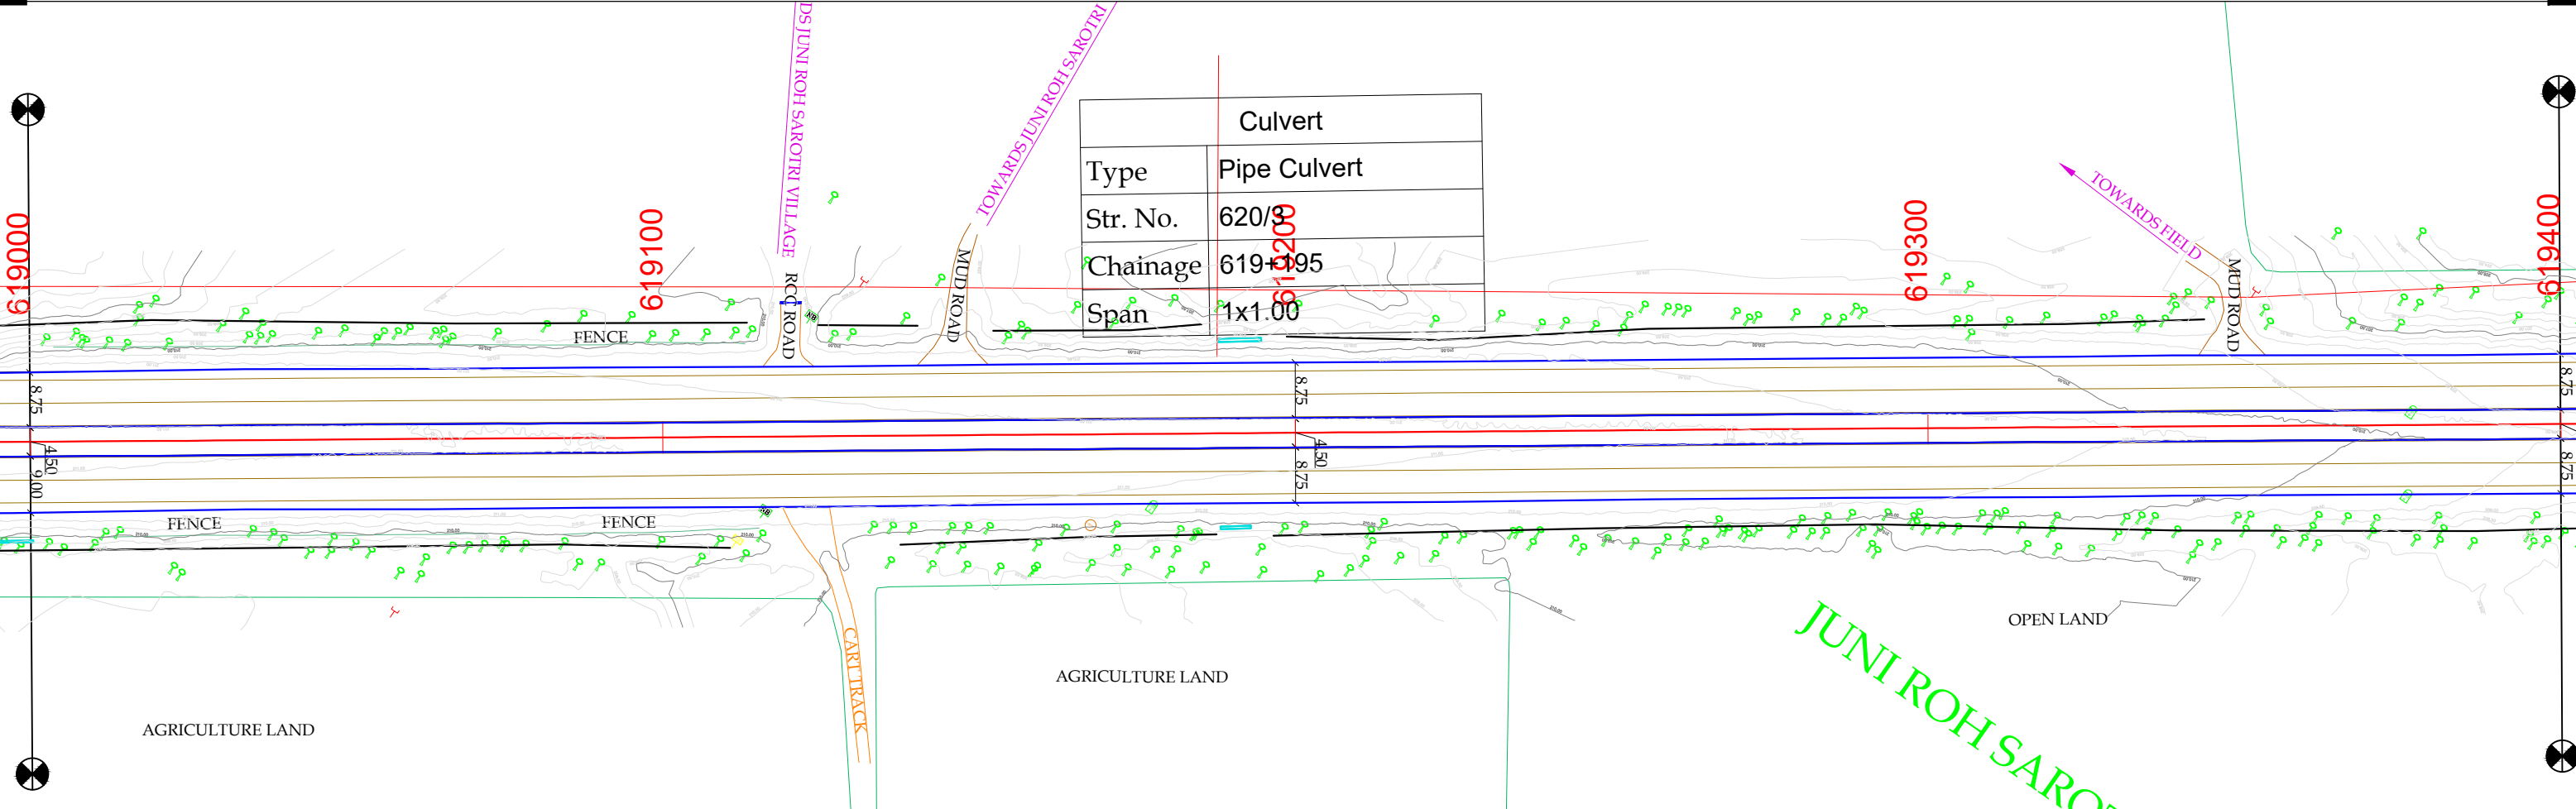 DS JUNI ROH SAROTRI VILLAGE
TOWARDS JUNI ROH SAROTRI
Culvert
Type Pipe Culvert
Str. No. 620/3
Chainage 619+195
Span 1x1.00
TOWARDS FIELD
619000
619100
619200
619300
619400
RCC ROAD
MUD ROAD
MUD ROAD
FENCE
8.75
8.75
8.75
4.50
4.50
9.00
8.75
8.75
FENCE
FENCE
CART TRACK
OPEN LAND
AGRICULTURE LAND
AGRICULTURE LAND
JUNI ROH SAROT